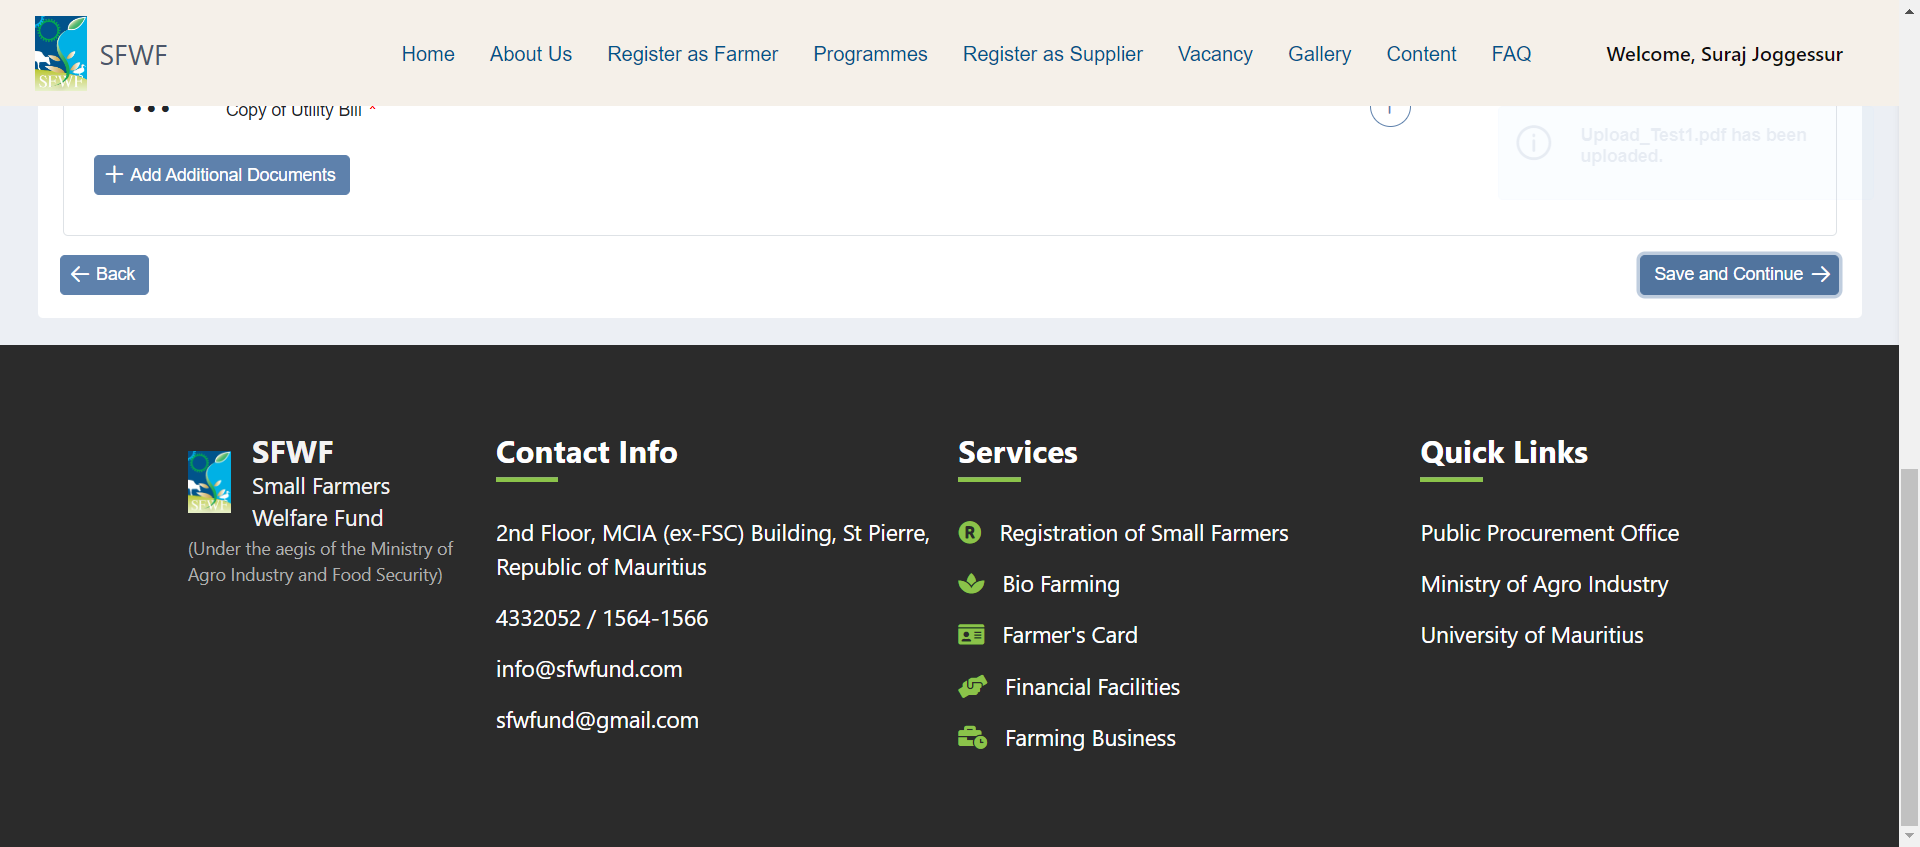 SFWF
SFWF
Home
About Us
Register as Farmer
Programmes
Register as Supplier
Vacancy
Gallery
Content
FAQ
Welcome, Suraj Joggessur
Copy of Utility Bill *
Upload_Test1.pdf has been
uploaded.
Add Additional Documents
Back
Save and Continue
SFWF
SFWF
Small Farmers
Welfare Fund
(Under the aegis of the Ministry of
Agro Industry and Food Security)
Contact Info
2nd Floor, MCIA (ex-FSC) Building, St Pierre,
Republic of Mauritius
4332052 / 1564-1566
info@sfwfund.com
sfwfund@gmail.com
Services
Registration of Small Farmers
Bio Farming
Farmer's Card
Financial Facilities
Farming Business
Quick Links
Public Procurement Office
Ministry of Agro Industry
University of Mauritius